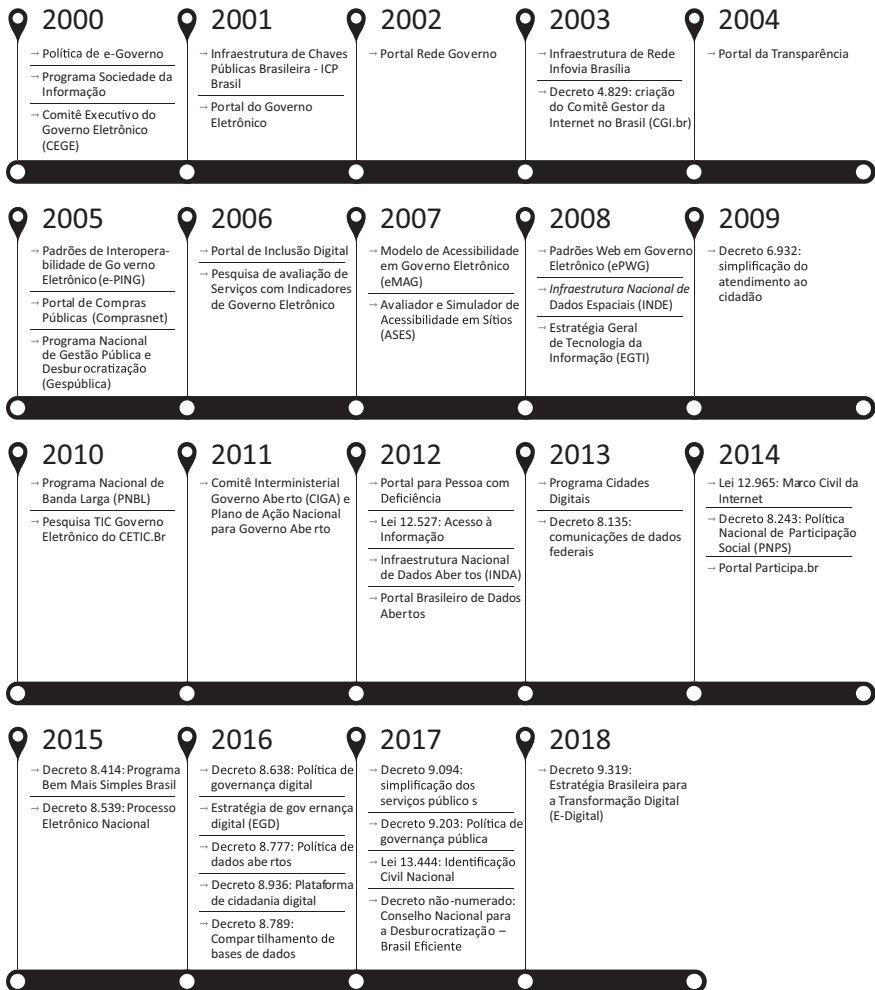 2000
→ Política de e-Governo
→ Programa Sociedade da
Informação
→ Comitê Executivo do
Governo Eletrônico
(CEGE)
2001
→ Infraestrutura de Chaves
Públicas Brasileira - ICP
Brasil
→ Portal do Governo
Eletrônico
2002
→ Portal Rede Governo
2003
→ Infraestrutura de Rede
Infovia Brasília
→ Decreto 4.829: criação
do Comitê Gestor da
Internet no Brasil (CGI.br)
2004
→ Portal da Transparência
2005
→ Padrões de Interopera-
bilidade de Go verno
Eletrônico (e-PING)
→ Portal de Compras
Públicas (Comprasnet)
→ Programa Nacional
de Gestão Pública e
Desbur ocratização
(Gespública)
2006
→ Portal de Inclusão Digital
→ Pesquisa de avaliação de
Serviços com Indicadores
de Governo Eletrônico
2007
→ Modelo de Acessibilidade
em Governo Eletrônico
(eMAG)
→ Avaliador e Simulador de
Acessibilidade em Sítios
(ASES)
2008
→ Padrões Web em Governo
Eletrônico (ePWG)
→ Infraestrutura Nacional de
Dados Espaciais (INDE)
→ Estratégia Geral
de Tecnologia da
Informação (EGTI)
2009
→ Decreto 6.932:
simplificação do
atendimento ao
cidadão
2010
→ Programa Nacional de
Banda Larga (PNBL)
→ Pesquisa TIC Governo
Eletrônico do CETIC.Br
2011
→ Comitê Interministerial
Governo Abe rto (CIGA) e
Plano de Ação Nacional
para Governo Abe rto
2012
→ Portal para Pessoa com
Deficiência
→ Lei 12.527: Acesso à
Informação
→ Infraestrutura Nacional
de Dados Aber tos (INDA)
→ Portal Brasileiro de Dados
Abertos
2013
→ Programa Cidades
Digitais
→ Decreto 8.135:
comunicações de dados
federais
2014
→ Lei 12.965: Marco Civil da
Internet
→ Decreto 8.243: Política
Nacional de Participação
Social (PNPS)
→ Portal Participa.br
2015
→ Decreto 8.414: Programa
Bem Mais Simples Brasil
→ Decreto 8.539: Processo
Eletrônico Nacional
2016
→ Decreto 8.638: Política de
governança digital
→ Estratégia de gov ernança
digital (EGD)
→ Decreto 8.777: Política de
dados abe rtos
→ Decreto 8.936: Plataforma
de cidadania digital
→ Decreto 8.789:
Compar tilhamento de
bases de dados
2017
→ Decreto 9.094:
simplificação dos
serviços público s
→ Decreto 9.203: Política de
governança pública
→ Lei 13.444: Identificação
Civil Nacional
→ Decreto não-numerado:
Conselho Nacional para
a Desbur ocratização –
Brasil Eficiente
2018
→ Decreto 9.319:
Estratégia Brasileira para
a Transformação Digital
(E-Digital)